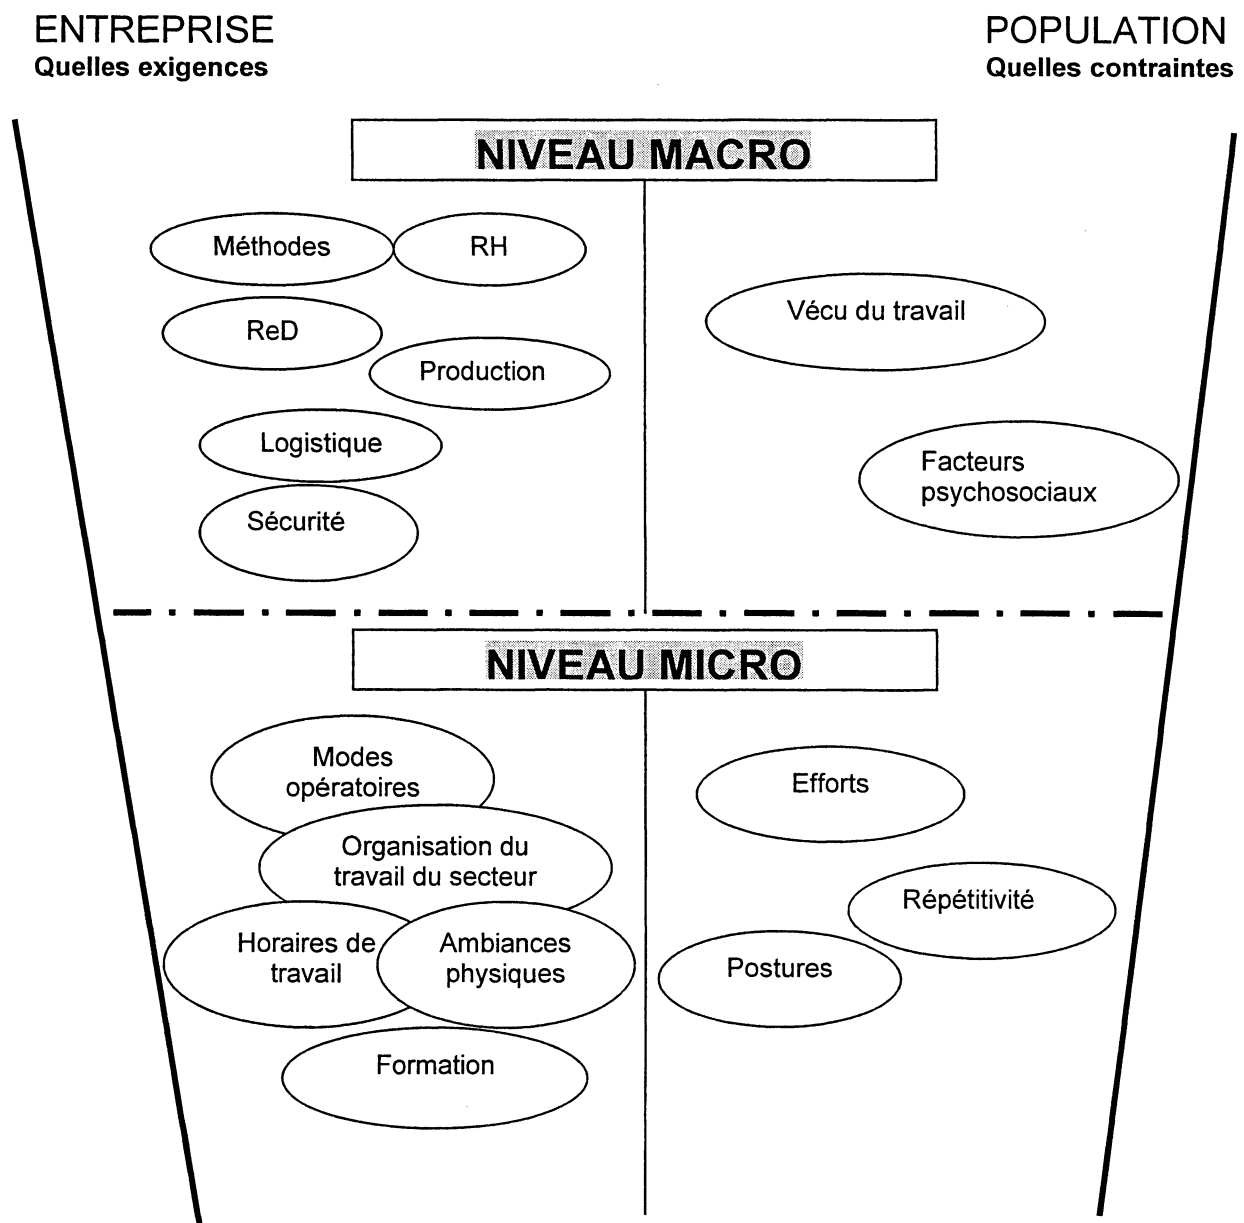 ENTREPRISE
Quelles exigences
POPULATION
Quelles contraintes
NIVEAU MACRO
Méthodes
RH
ReD
Production
Logistique
Sécurité
Vécu du travail
Facteurs
psychosociaux
NIVEAU MICRO
Modes
opératoires
Organisation du
travail du secteur
Horaires de
travail
Ambiances
physiques
Formation
Efforts
Répétitivité
Postures